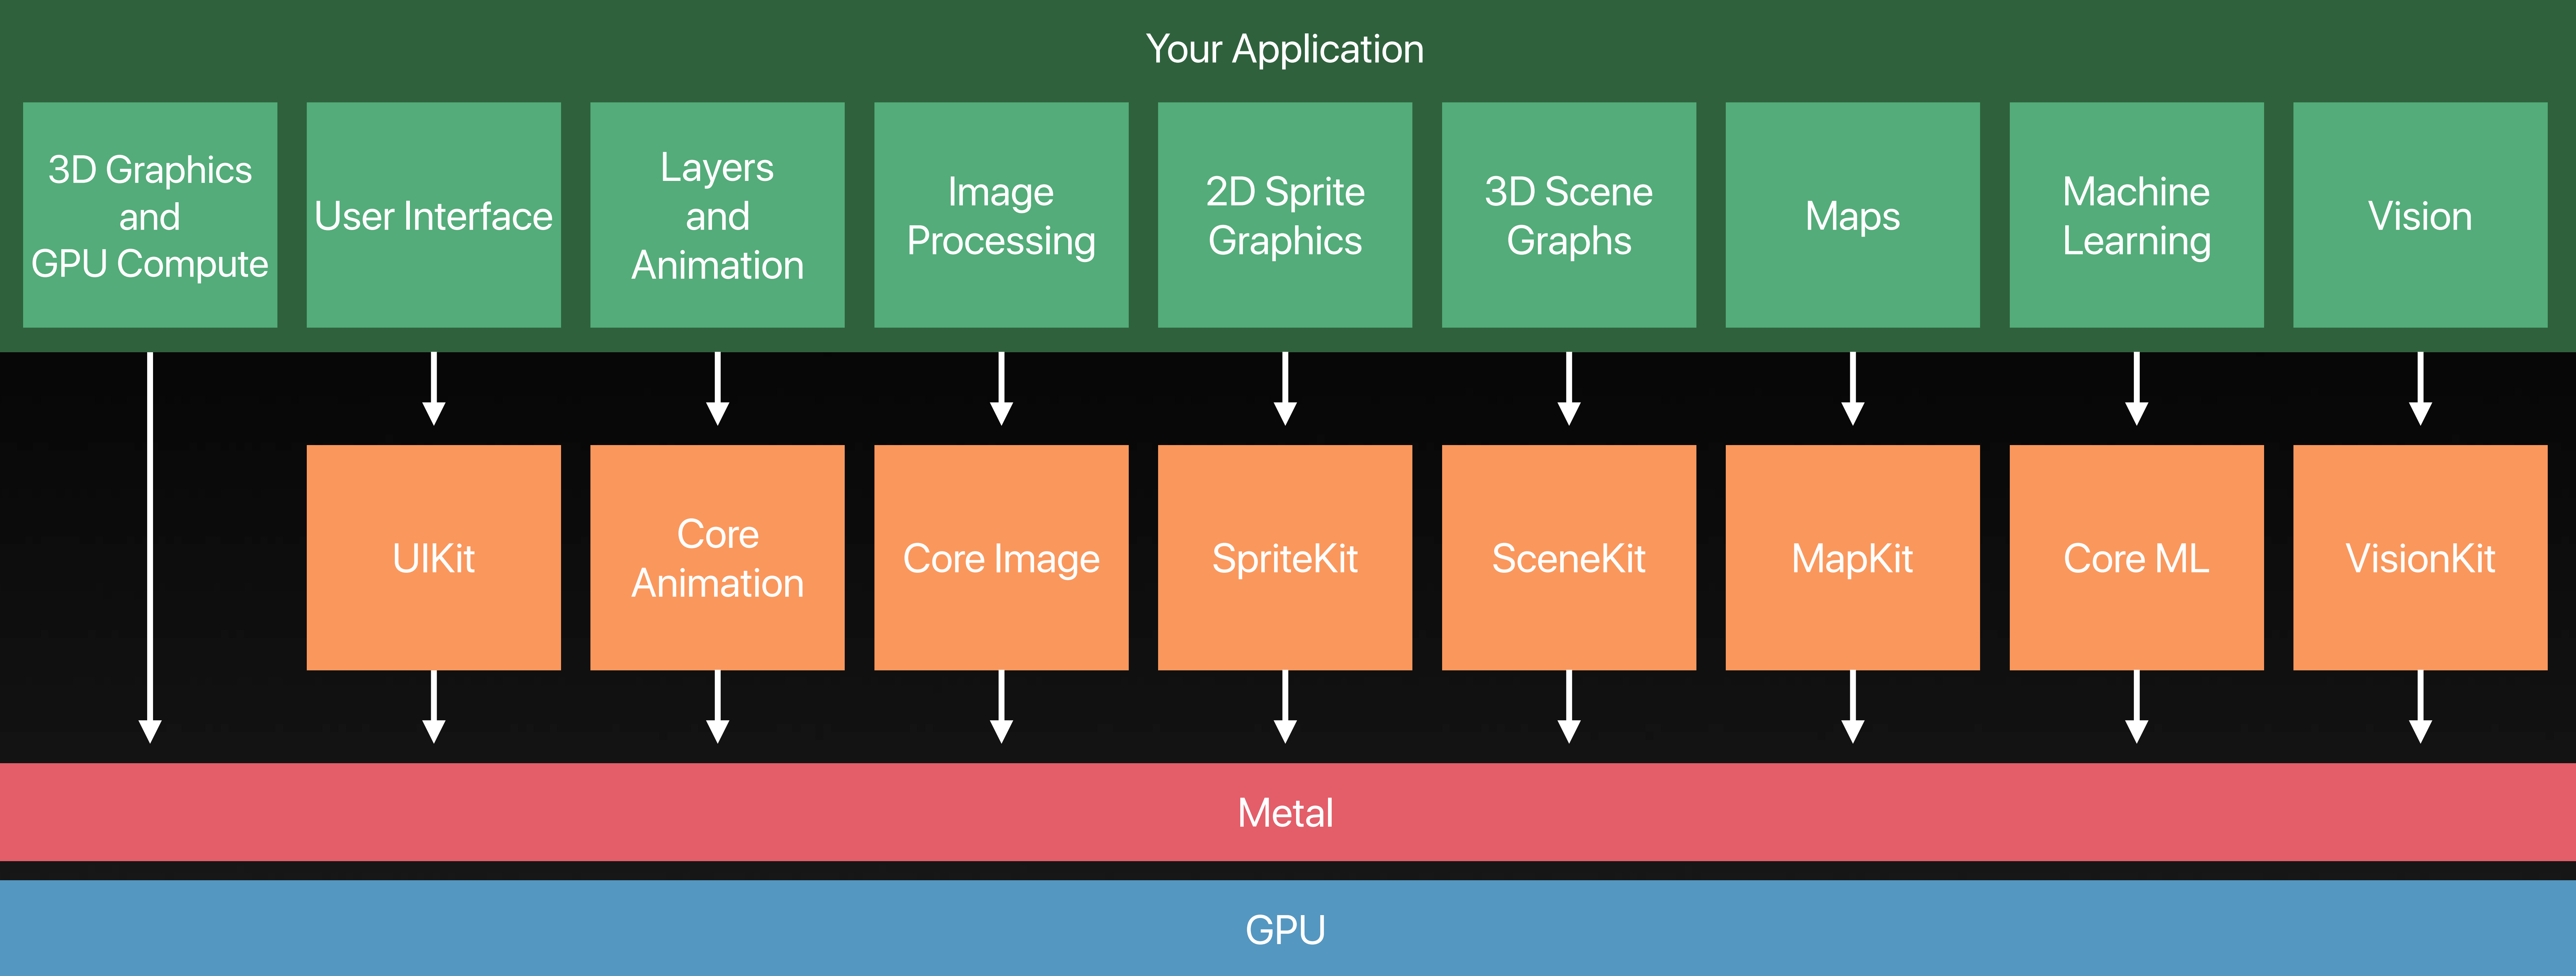 Your Application
3D Graphics
and
GPU Compute
User Interface
Layers
and
Animation
Image
Processing
2D Sprite
Graphics
3D Scene
Graphs
Maps
Machine
Learning
Vision
UIKit
Core
Animation
Core Image
SpriteKit
SceneKit
MapKit
Core ML
VisionKit
Metal
GPU